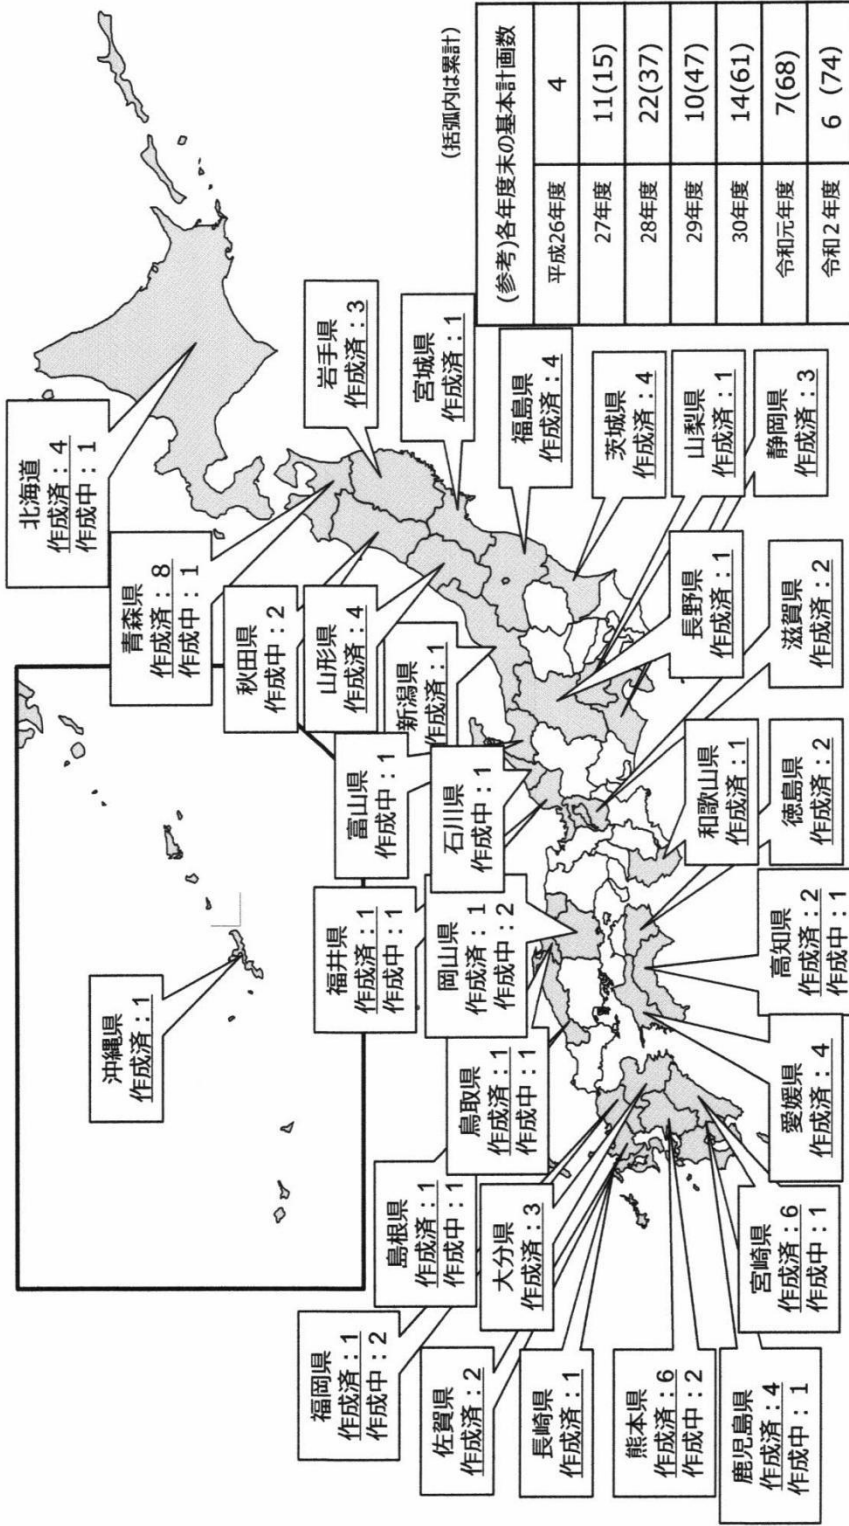 北海道
作成済：4
作成中：1
青森県
作成済：8
作成中：1
秋田県
作成中：2
山形県
作成済：4
新潟県
作成済：1
富山県
作成中：1
石川県
作成中：1
福井県
作成済：1
作成中：1
岡山県
作成済：1
作成中：2
鳥取県
作成済：1
作成中：1
島根県
作成済：1
作成中：1
大分県
作成済：3
福岡県
作成済：1
作成中：2
佐賀県
作成済：2
長崎県
作成済：1
熊本県
作成済：6
作成中：2
鹿児島県
作成済：4
作成中：1
宮崎県
作成済：6
作成中：1
愛媛県
作成済：4
高知県
作成済：2
作成中：1
徳島県
作成済：2
和歌山県
作成済：1
滋賀県
作成済：2
長野県
作成済：1
静岡県
作成済：3
山梨県
作成済：1
茨城県
作成済：4
福島県
作成済：4
宮城県
作成済：1
岩手県
作成済：3
沖縄県
作成済：1
(括弧内は累計)
(参考)各年度末の基本計画数
平成26年度 4
27年度 11(15)
28年度 22(37)
29年度 10(47)
30年度 14(61)
令和元年度 7(68)
令和2年度 6 (74)